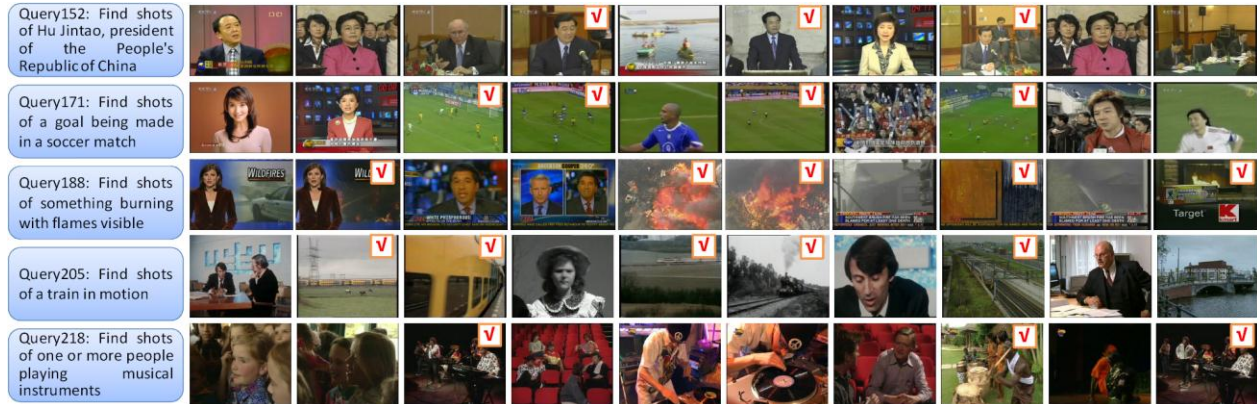 Query152: Find shots
of Hu Jintao, president
of the People's
Republic of China
Query171: Find shots
of a goal being made
in a soccer match
Query188: Find shots
of something burning
with flames visible
WILDFIRES
WILDF
Target
Query205: Find shots
of a train in motion
Query218: Find shots
of one or more people
playing musical
instruments